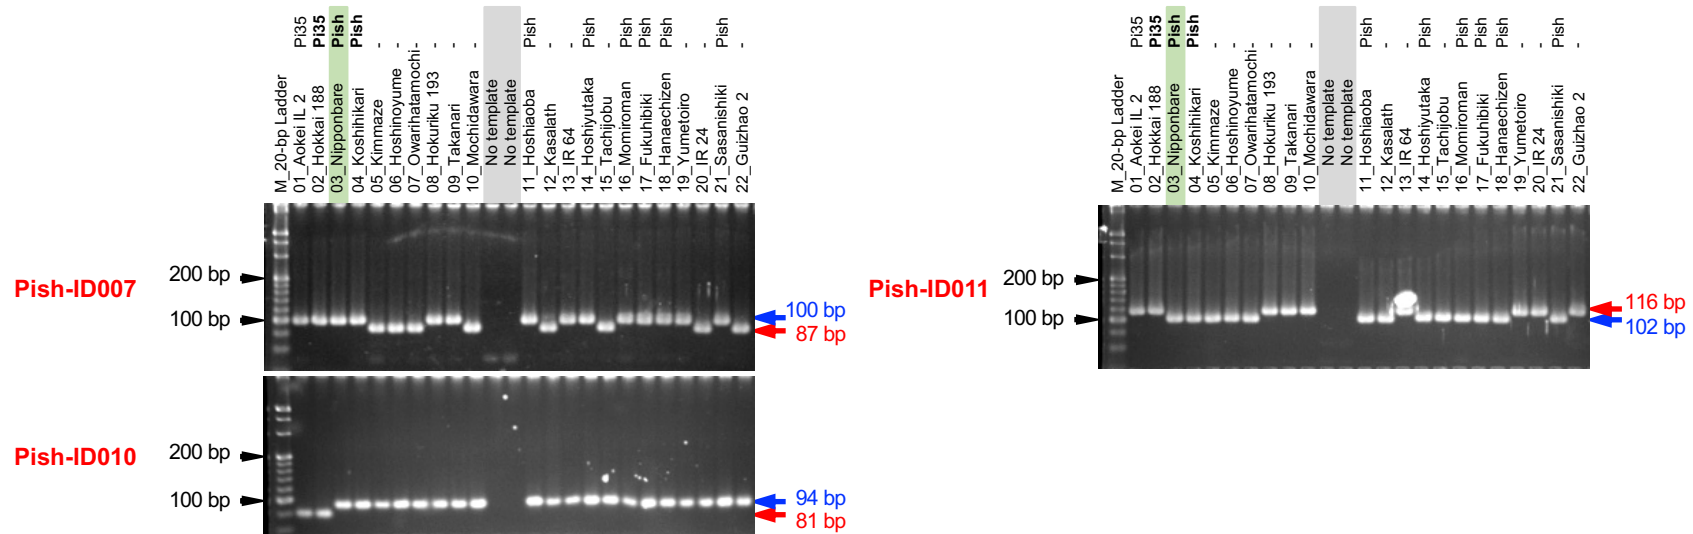 Pi35
Pi35
Pish
Pish
-
-
-
-
-
-
Pish
-
-
Pish
-
Pish
Pish
Pish
-
-
Pish
-
M_20-bp Ladder
01_Aokei IL 2
02_Hokkai 188
03_Nipponbare
04_Koshihikari
05_Kinmaze
06_Hoshinoyume
07_Owarihatamochi
08_Hokuriku 193
09_Takanari
10_Mochidawara
No template
No template
11_Hoshiaoba
12_Kasalath
13_IR 64
14_Hoshiyutaka
15_Tachijobu
16_Momiroman
17_Fukuhibiki
18_Hanaechizen
19_Yumetoiro
20_IR 24
21_Sasanishiki
22_Guizhao 2
Pish-ID007
200 bp
100 bp
100 bp
87 bp
Pish-ID010
200 bp
100 bp
94 bp
81 bp
Pi35
Pi35
Pish
Pish
-
-
-
-
-
-
Pish
-
-
Pish
-
Pish
Pish
Pish
-
-
Pish
-
M_20-bp Ladder
01_Aokei IL 2
02_Hokkai 188
03_Nipponbare
04_Koshihikari
05_Kinmaze
06_Hoshinoyume
07_Owarihatamochi
08_Hokuriku 193
09_Takanari
10_Mochidawara
No template
No template
11_Hoshiaoba
12_Kasalath
13_IR 64
14_Hoshiyutaka
15_Tachijobu
16_Momiroman
17_Fukuhibiki
18_Hanaechizen
19_Yumetoiro
20_IR 24
21_Sasanishiki
22_Guizhao 2
Pish-ID011
200 bp
100 bp
116 bp
102 bp